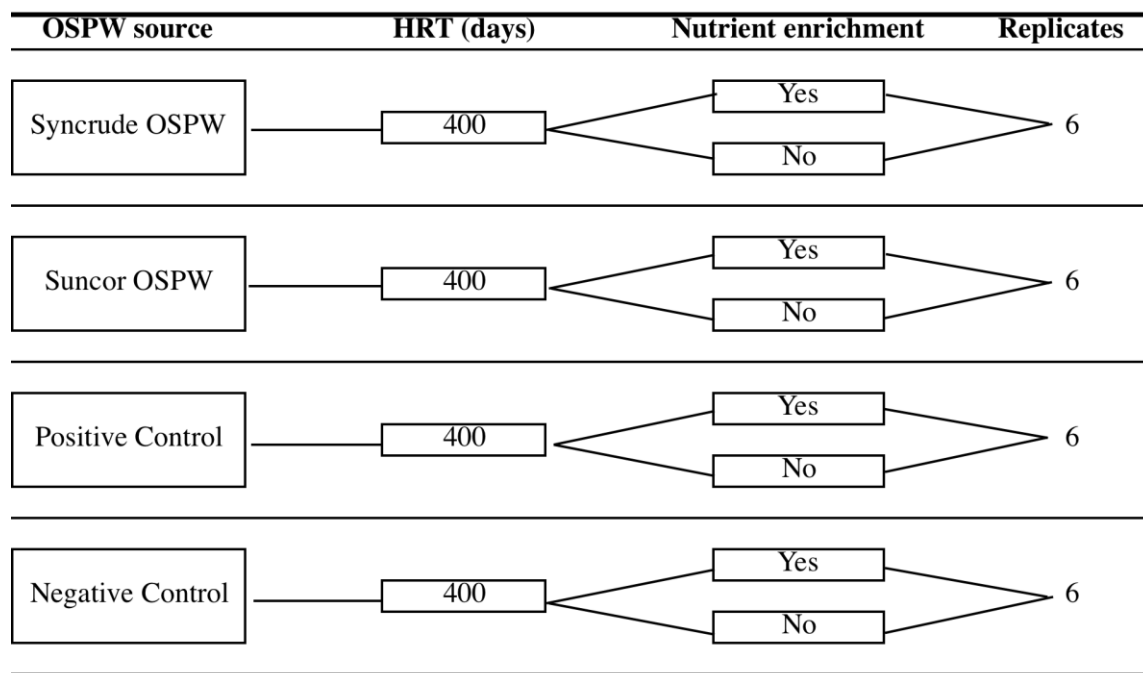 OSPW source HRT (days) Nutrient enrichment Replicates
Yes
Syncrude OSPW 400 6
No
Yes
Suncor OSPW 400 6
No
Yes
Positive Control 400 6
No
Yes
Negative Control 400 6
No